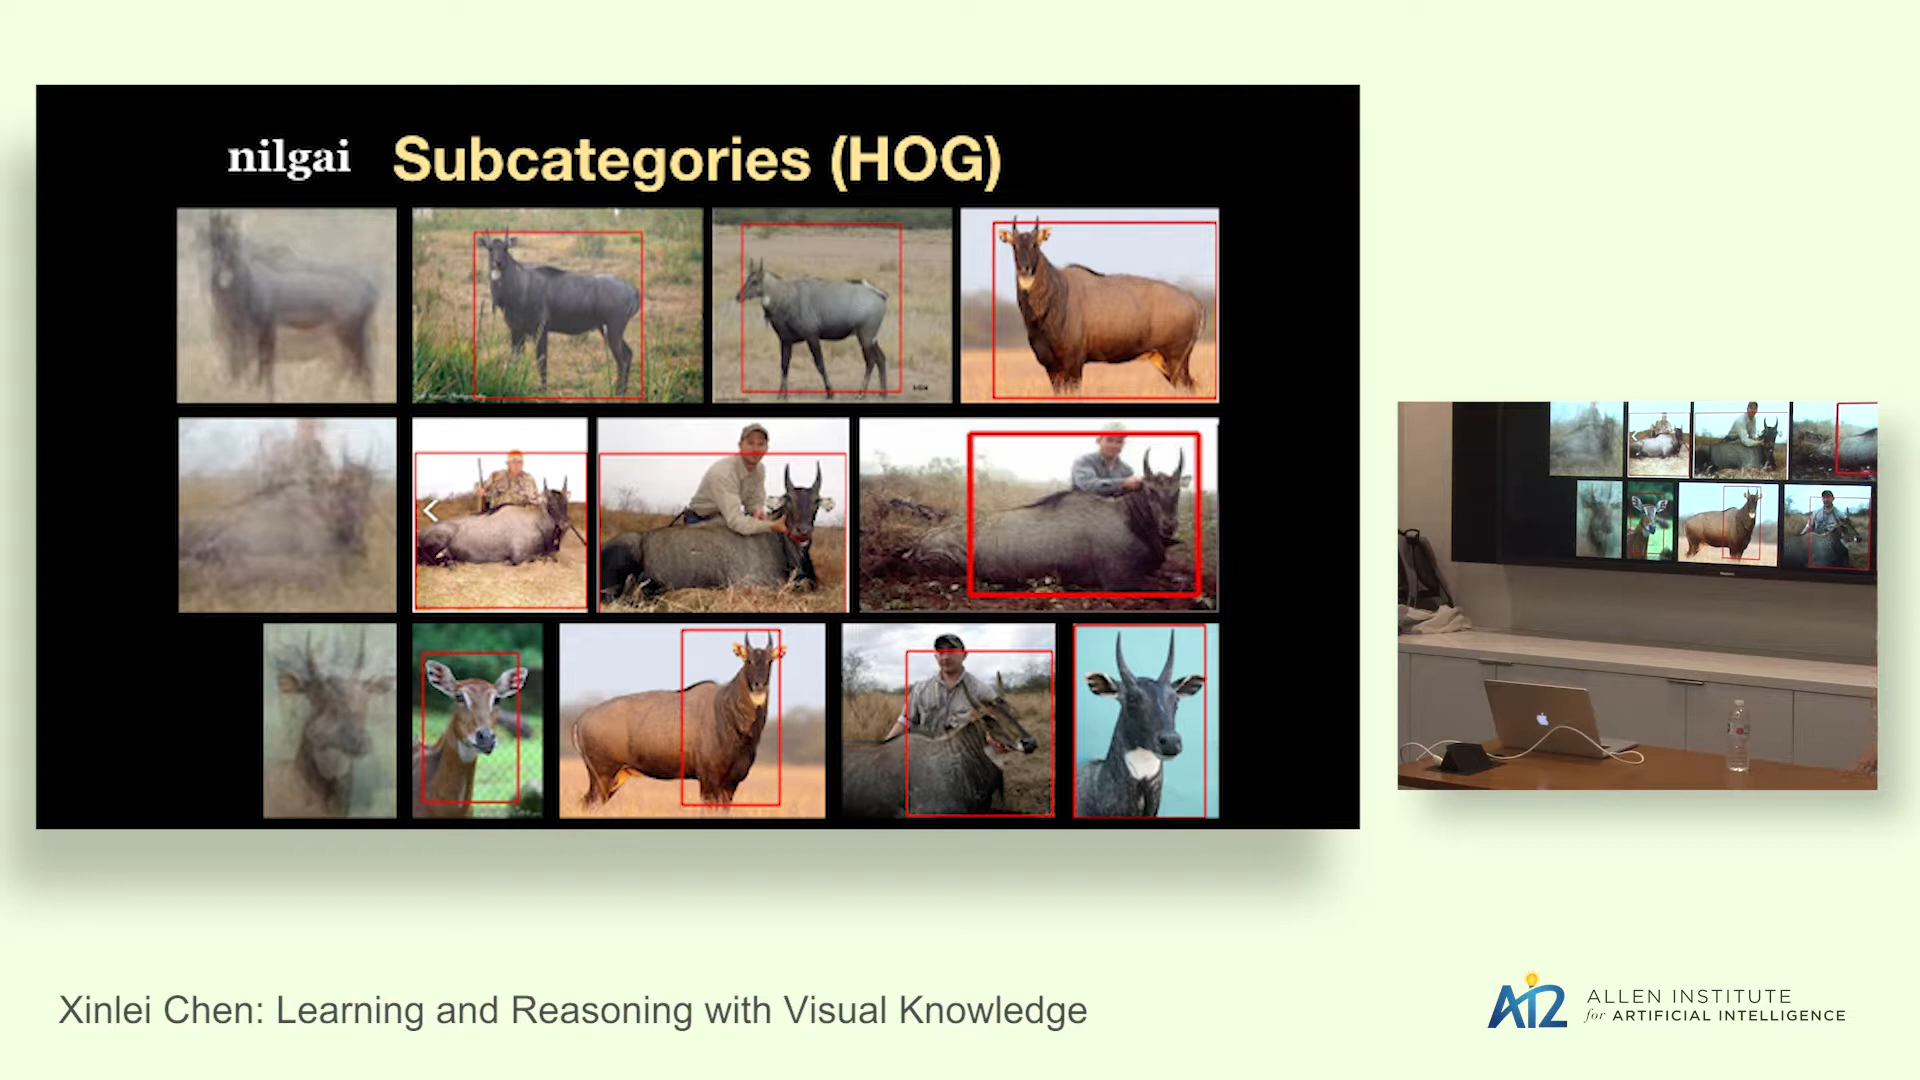 nilgai Subcategories (HOG)
Xinlei Chen: Learning and Reasoning with Visual Knowledge
AI2 ALLEN INSTITUTE
for ARTIFICIAL INTELLIGENCE